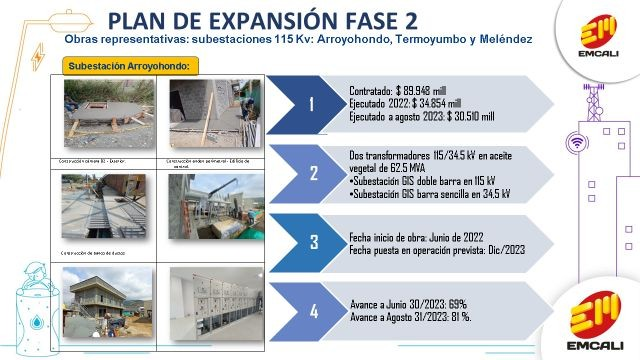 PLAN DE EXPANSIÓN FASE 2
Obras representativas: subestaciones 115 Kv: Arroyohondo, Termoyumbo y Meléndez
EMCALI
Subestación Arroyohondo:
Construcción cámara B2 - Exterior.
Construcción anden perimetral - Edificio de
control.
Construcción de banco de ductos
1
Contratado: $ 89.948 mill
Ejecutado 2022: $ 34.854 mill
Ejecutado a agosto 2023: $ 30.510 mill
2
Dos transformadores 115/34.5 kV en aceite
vegetal de 62.5 MVA
•Subestación GIS doble barra en 115 kV
•Subestación GIS barra sencilla en 34,5 kV
3
Fecha inicio de obra: Junio de 2022
Fecha puesta en operación prevista: Dic/2023
4
Avance a Junio 30/2023: 69%
Avance a Agosto 31/2023: 81 %.
EMCALI